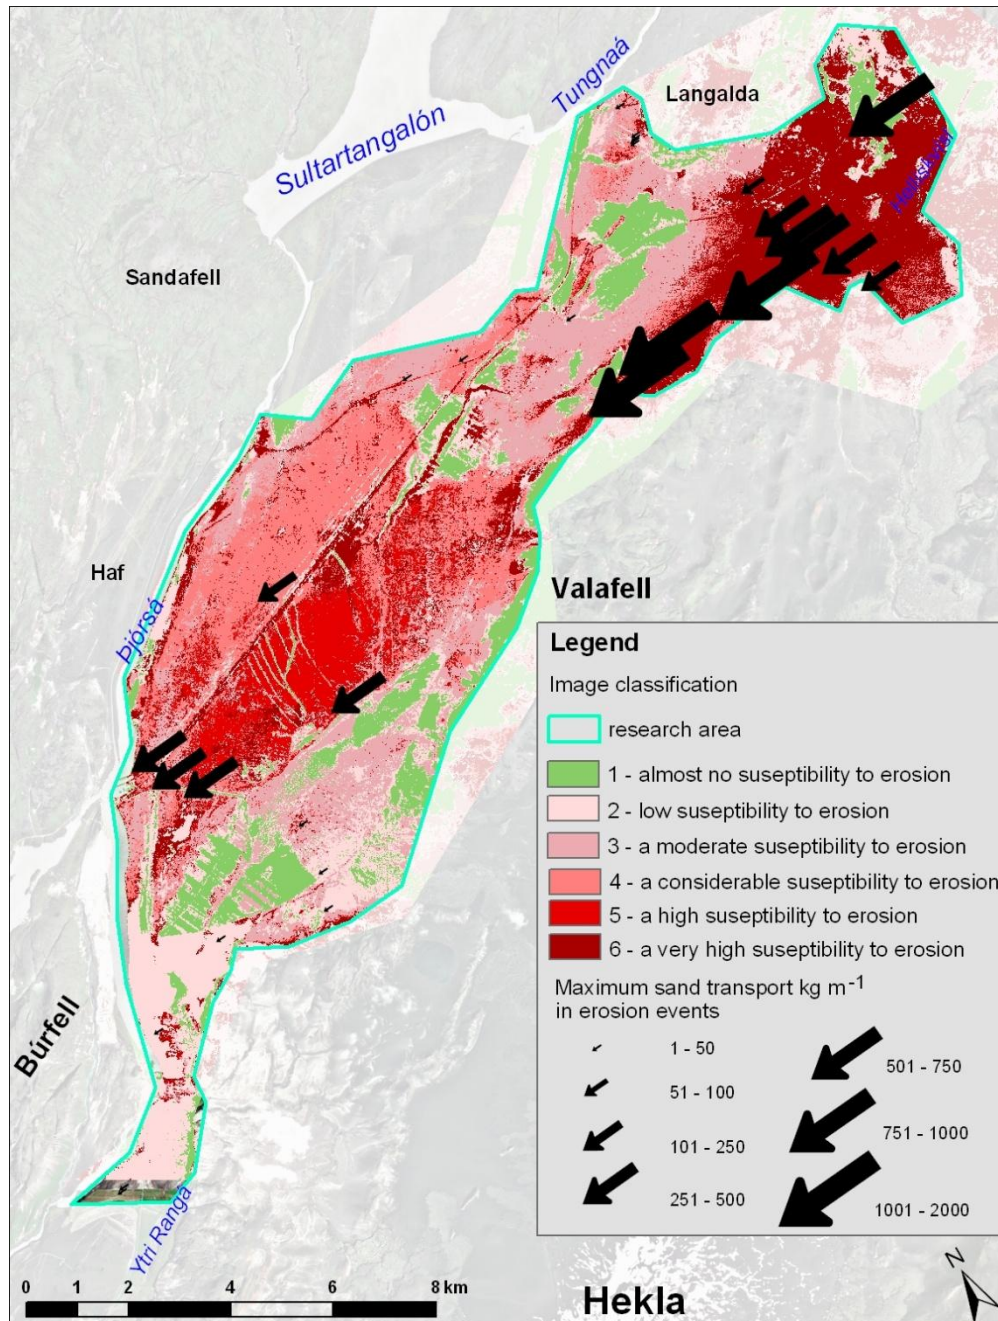 Tungnaá
Langalda
Sultartangalón
Sandafell
Haf
Þjórsá
Valafell
Búrfell
Ytri Rangá
Hekla
Legend
Image classification
research area
1 - almost no suseptibility to erosion
2 - low suseptibility to erosion
3 - a moderate suseptibility to erosion
4 - a considerable suseptibility to erosion
5 - a high suseptibility to erosion
6 - a very high suseptibility to erosion
Maximum sand transport kg m⁻¹
in erosion events
1 - 50
51 - 100
101 - 250
251 - 500
501 - 750
751 - 1000
1001 - 2000
0 1 2 4 6 8 km
N